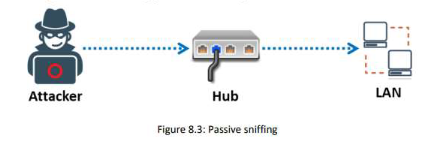 Attacker
Hub
LAN
Figure 8.3: Passive sniffing